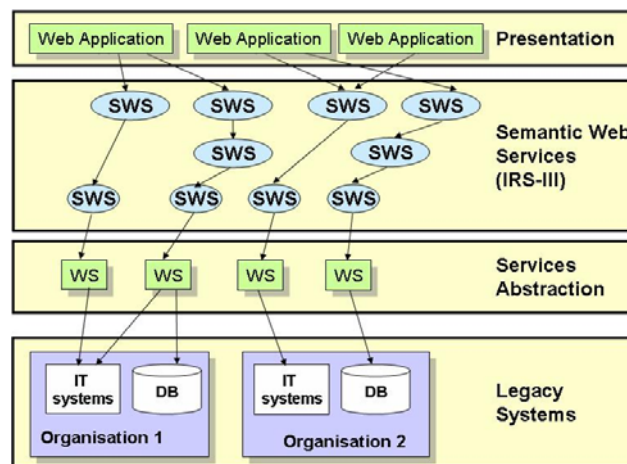 Web Application Web Application Web Application Presentation
SWS SWS SWS SWS
SWS SWS
SWS SWS SWS SWS
Semantic Web
Services
(IRS-III)
WS WS WS WS
Services
Abstraction
IT
systems
DB
Organisation 1
IT
systems
DB
Organisation 2
Legacy
Systems